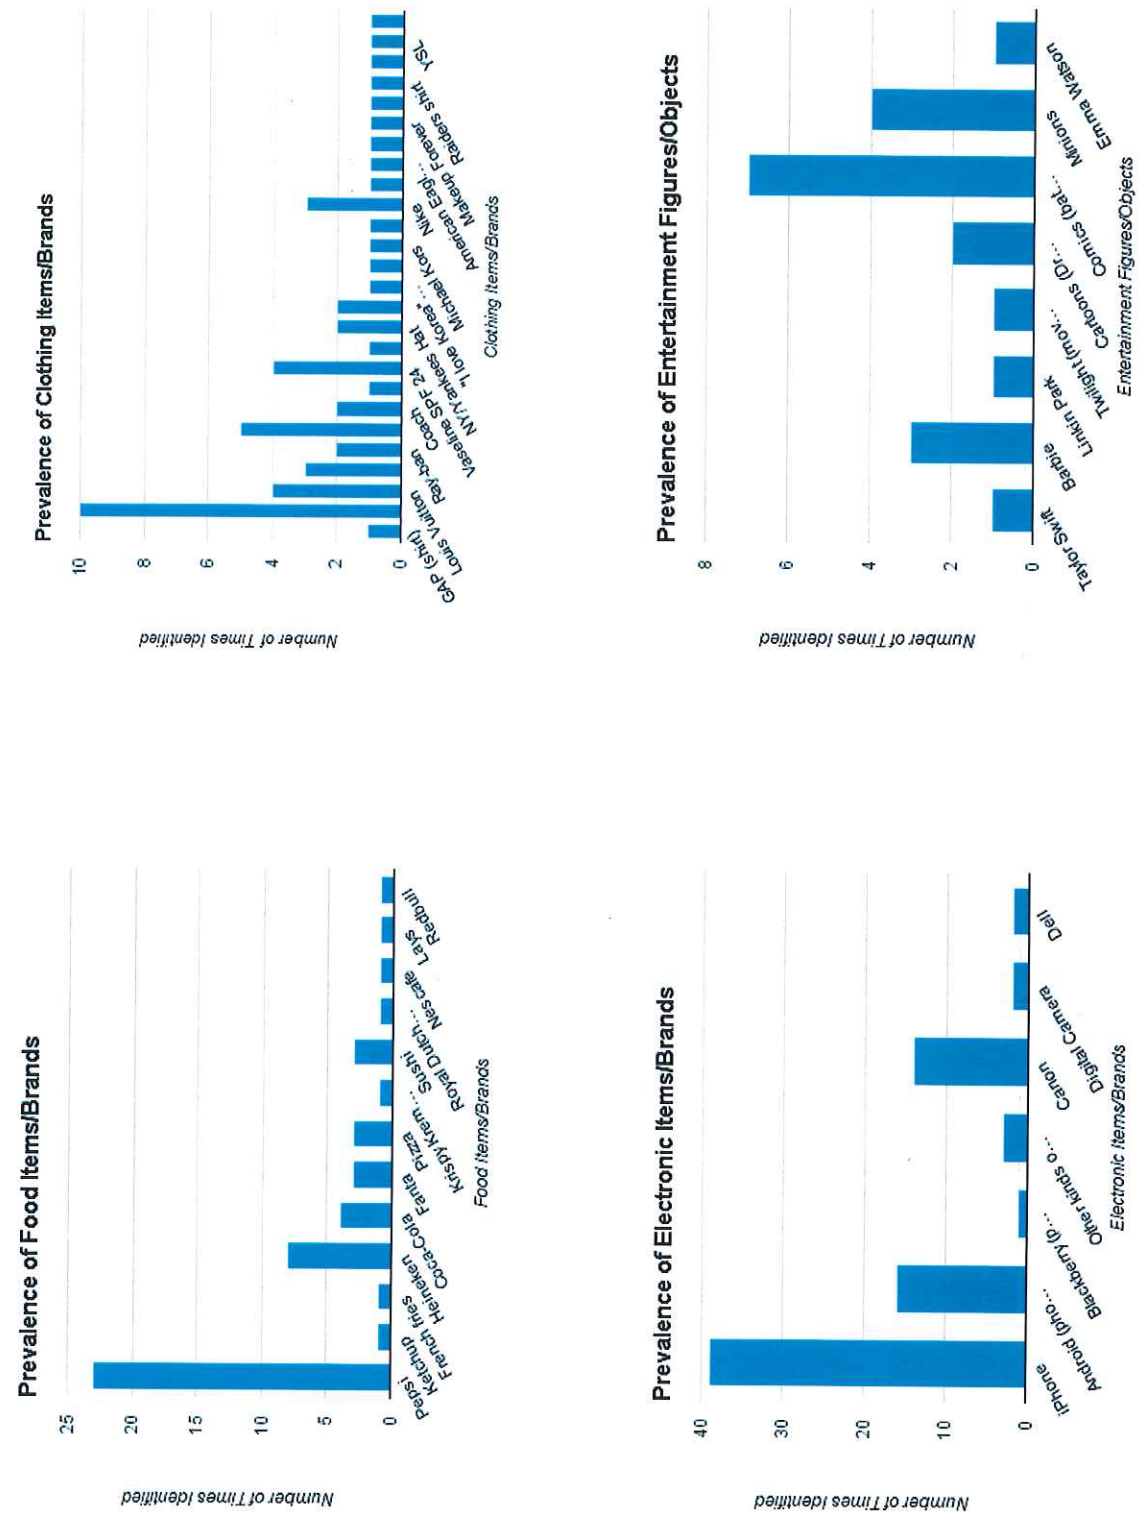 Prevalence of Food Items/Brands
Number of Times Identified
25
20
15
10
5
0
Pepsi
Ketchup
French fries
Heineken
Coca-Cola
Fanta
Pizza
Krispy Krem...
Sushi
Royal Dutch...
Nes cafe
Lays
Redbull
Food Items/Brands
Prevalence of Clothing Items/Brands
Number of Times Identified
10
8
6
4
2
0
GAP (shirt)
Louis Vuitton
Ray-ban
Coach
Vaseline SPF 24
NY/Yankees Hat
"I love Korea" ...
Michael Kors
Nike
American Eagl...
Makeup Forever
Raiders shirt
YSL
Clothing Items/Brands
Prevalence of Electronic Items/Brands
Number of Times Identified
40
30
20
10
0
iPhone
Android (pho...
Blackberry (p...
Other kinds o...
Canon
Digital Camera
Dell
Electronic Items/Brands
Prevalence of Entertainment Figures/Objects
Number of Times Identified
8
6
4
2
0
Taylor Swift
Barbie
Linkin Park
Twilight (mov...
Cartoons (Dr...
Comics (bat...
Minions
Emma Watson
Entertainment Figures/Objects